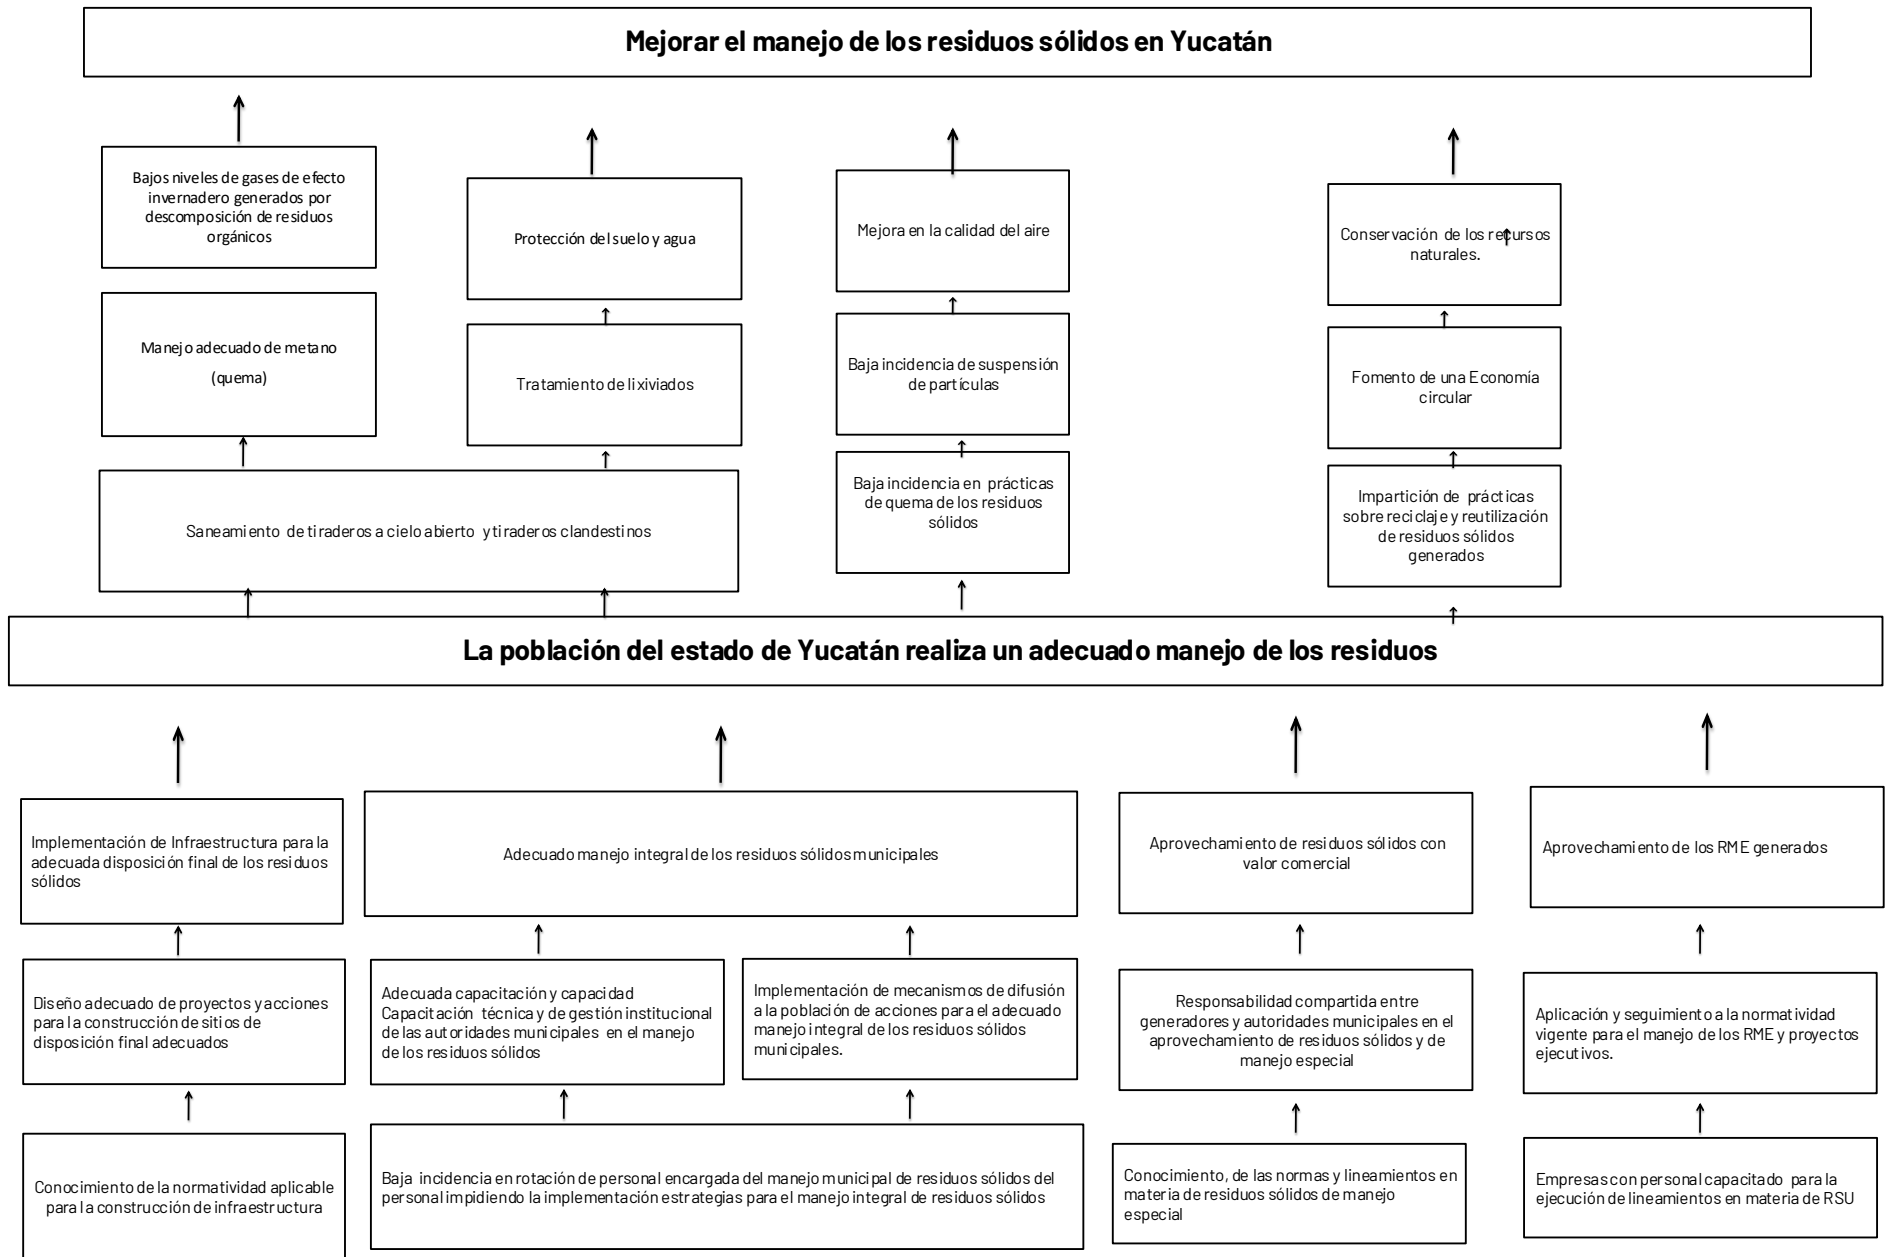 Mejorar el manejo de los residuos sólidos en Yucatán
Bajos niveles de gases de efecto
invernadero generados por
descomposición de residuos
orgánicos
Protección del suelo y agua
Mejora en la calidad del aire
Conservación de los recursos
naturales.
Manejo adecuado de metano
(quema)
Tratamiento de lixiviados
Baja incidencia de suspensión
de partículas
Fomento de una Economía
circular
Saneamiento de tiraderos a cielo abierto y tiraderos clandestinos
Baja incidencia en prácticas
de quema de los residuos
sólidos
Impartición de prácticas
sobre reciclaje y reutilización
de residuos sólidos
generados
La población del estado de Yucatán realiza un adecuado manejo de los residuos
Implementación de Infraestructura para la
adecuada disposición final de los residuos
sólidos
Adecuado manejo integral de los residuos sólidos municipales
Aprovechamiento de residuos sólidos con
valor comercial
Aprovechamiento de los RME generados
Diseño adecuado de proyectos y acciones
para la construcción de sitios de
disposición final adecuados
Adecuada capacitación y capacidad
Capacitación técnica y de gestión institucional
de las autoridades municipales en el manejo
de los residuos sólidos
Implementación de mecanismos de difusión
a la población de acciones para el adecuado
manejo integral de los residuos sólidos
municipales.
Responsabilidad compartida entre
generadores y autoridades municipales en el
aprovechamiento de residuos sólidos y de
manejo especial
Aplicación y seguimiento a la normatividad
vigente para el manejo de los RME y proyectos
ejecutivos.
Conocimiento de la normatividad aplicable
para la construcción de infraestructura
Baja incidencia en rotación de personal encargada del manejo municipal de residuos sólidos del
personal impidiendo la implementación estrategias para el manejo integral de residuos sólidos
Conocimiento, de las normas y lineamientos en
materia de residuos sólidos de manejo
especial
Empresas con personal capacitado para la
ejecución de lineamientos en materia de RSU